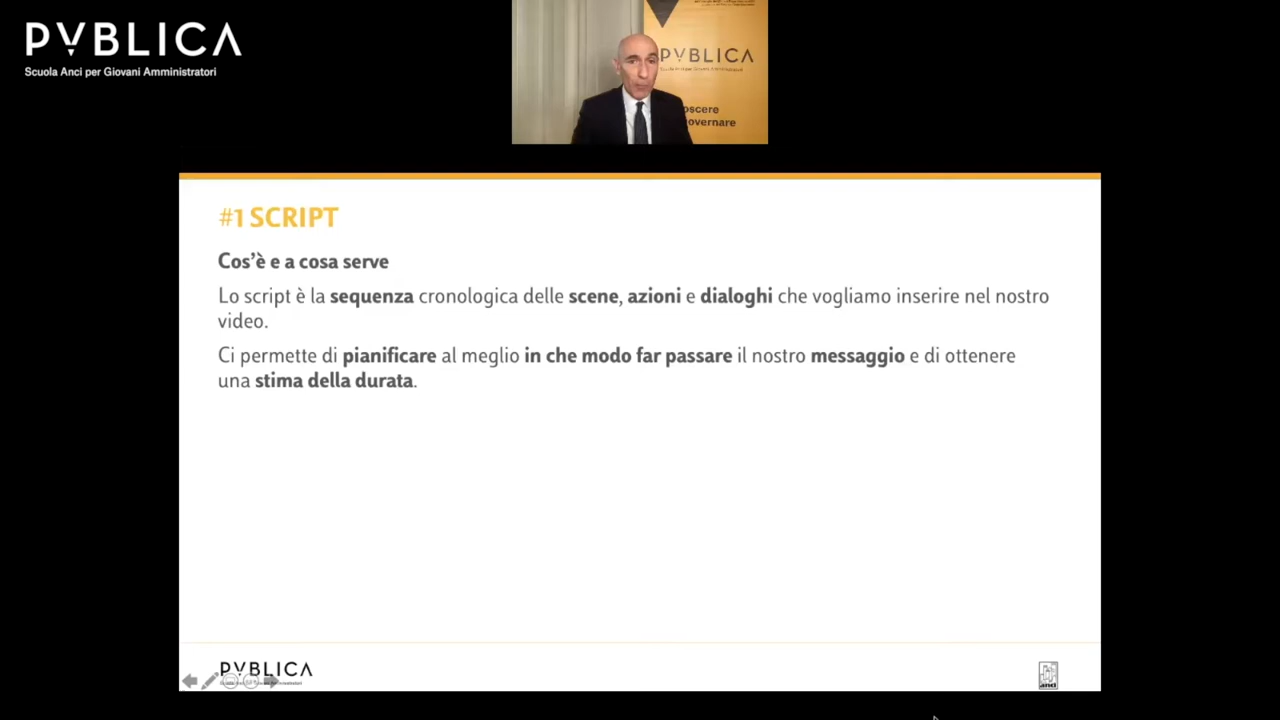 PVBLICA
Scuola Anci per Giovani Amministratori
PVBLICA
oscere
overnare
#1 SCRIPT
Cos’è e a cosa serve
Lo script è la sequenza cronologica delle scene, azioni e dialoghi che vogliamo inserire nel nostro
video.
Ci permette di pianificare al meglio in che modo far passare il nostro messaggio e di ottenere
una stima della durata.
PVBLICA
anci